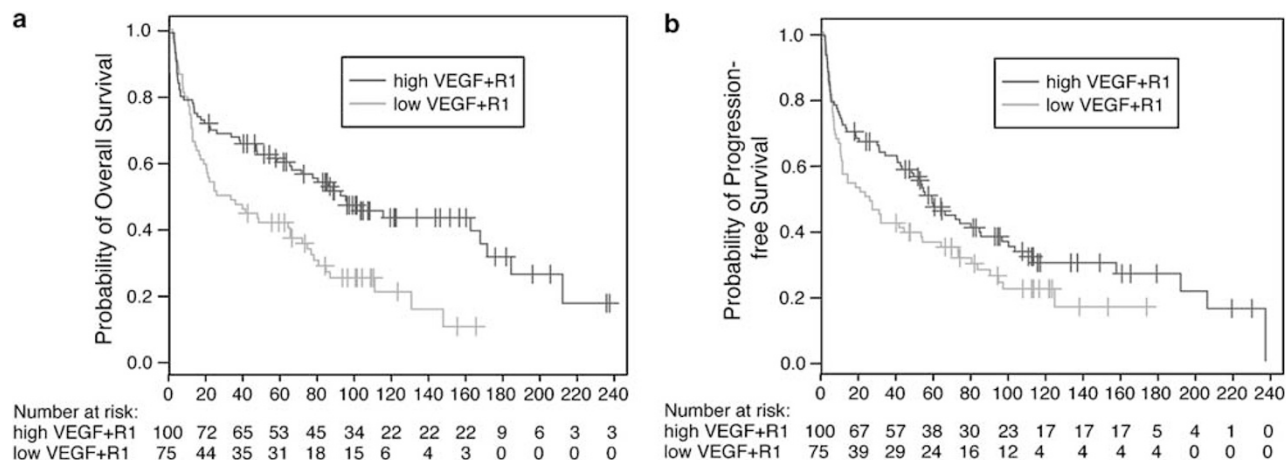 a
Probability of Overall Survival
1.0
0.8
0.6
0.4
0.2
0.0
high VEGF+R1
low VEGF+R1
0 20 40 60 80 100 120 140 160 180 200 220 240
Number at risk:
high VEGF+R1 100 72 65 53 45 34 22 22 22 9 6 3 3
low VEGF+R1 75 44 35 31 18 15 6 4 3 0 0 0 0
b
Probability of Progression-
free Survival
1.0
0.8
0.6
0.4
0.2
0.0
high VEGF+R1
low VEGF+R1
0 20 40 60 80 100 120 140 160 180 200 220 240
Number at risk:
high VEGF+R1 100 67 57 38 30 23 17 17 17 5 4 1 0
low VEGF+R1 75 39 29 24 16 12 4 4 4 4 0 0 0